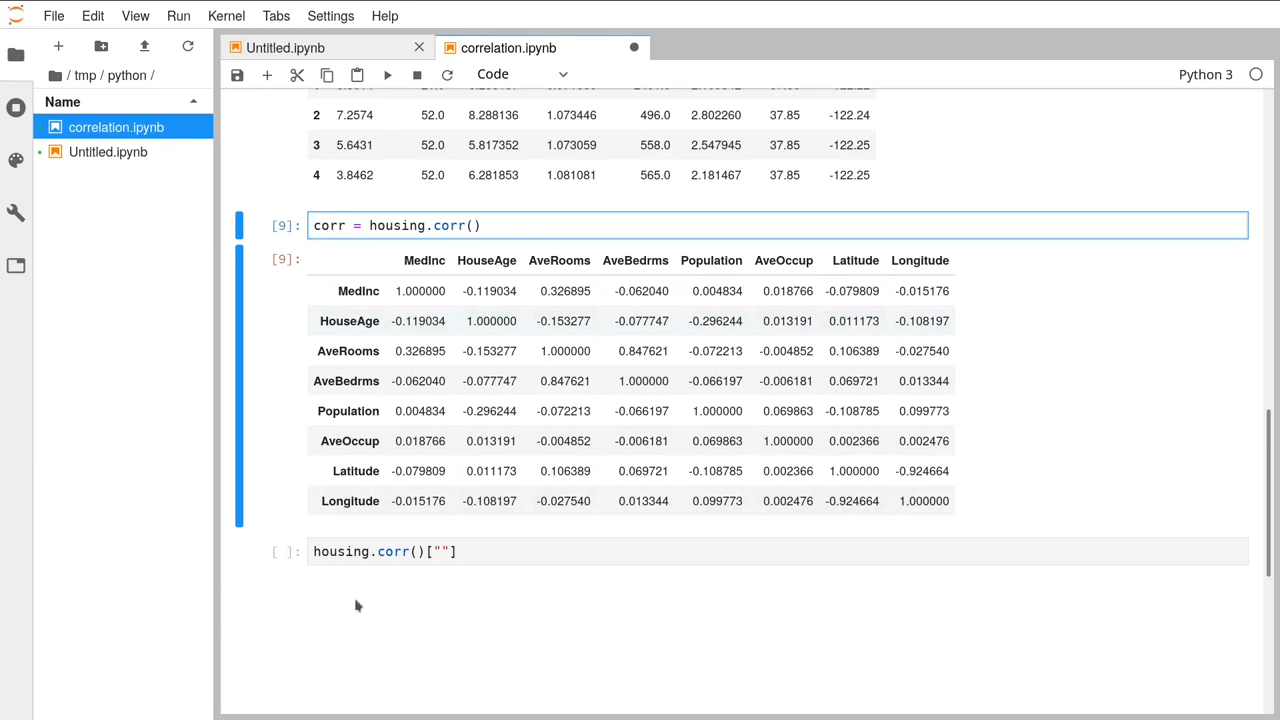 File Edit View Run Kernel Tabs Settings Help
Untitled.ipynb
correlation.ipynb
Code
Python 3
/ tmp / python /
Name
correlation.ipynb
Untitled.ipynb
2 7.2574 52.0 8.288136 1.073446 496.0 2.802260 37.85 -122.24
3 5.6431 52.0 5.817352 1.073059 558.0 2.547945 37.85 -122.25
4 3.8462 52.0 6.281853 1.081081 565.0 2.181467 37.85 -122.25
[9]: corr = housing.corr()
[9]: MedInc HouseAge AveRooms AveBedrms Population AveOccup Latitude Longitude
MedInc 1.000000 -0.119034 0.326895 -0.062040 0.004834 0.018766 -0.079809 -0.015176
HouseAge -0.119034 1.000000 -0.153277 -0.077747 -0.296244 0.013191 0.011173 -0.108197
AveRooms 0.326895 -0.153277 1.000000 0.847621 -0.072213 -0.004852 0.106389 -0.027540
AveBedrms -0.062040 -0.077747 0.847621 1.000000 -0.066197 -0.006181 0.069721 0.013344
Population 0.004834 -0.296244 -0.072213 -0.066197 1.000000 0.069863 -0.108785 0.099773
AveOccup 0.018766 0.013191 -0.004852 -0.006181 0.069863 1.000000 0.002366 0.002476
Latitude -0.079809 0.011173 0.106389 0.069721 -0.108785 0.002366 1.000000 -0.924664
Longitude -0.015176 -0.108197 -0.027540 0.013344 0.099773 0.002476 -0.924664 1.000000
[ ]: housing.corr()[""]